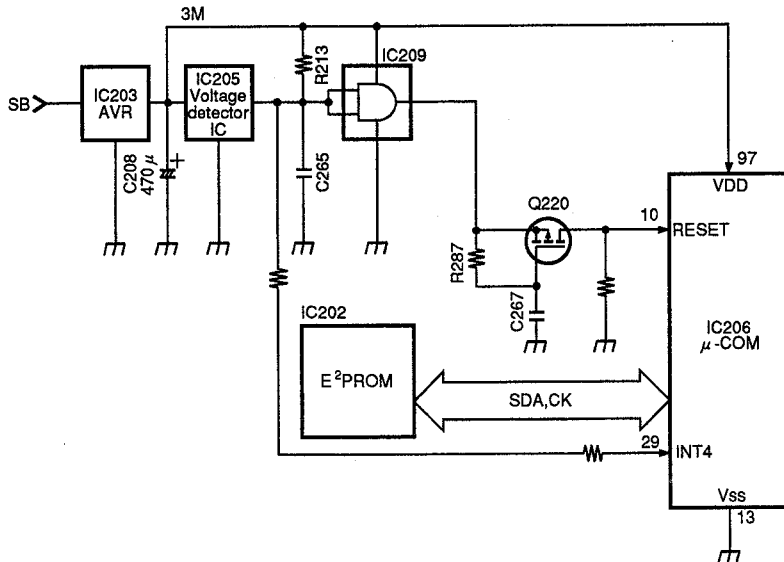 3M
SB
IC203
AVR
IC205
Voltage
detector
IC
R213
IC209
C208
470 μ
+
C265
97
VDD
Q220
10
RESET
R287
C267
IC206
μ-COM
IC202
E²PROM
SDA,CK
29
INT4
Vss
13